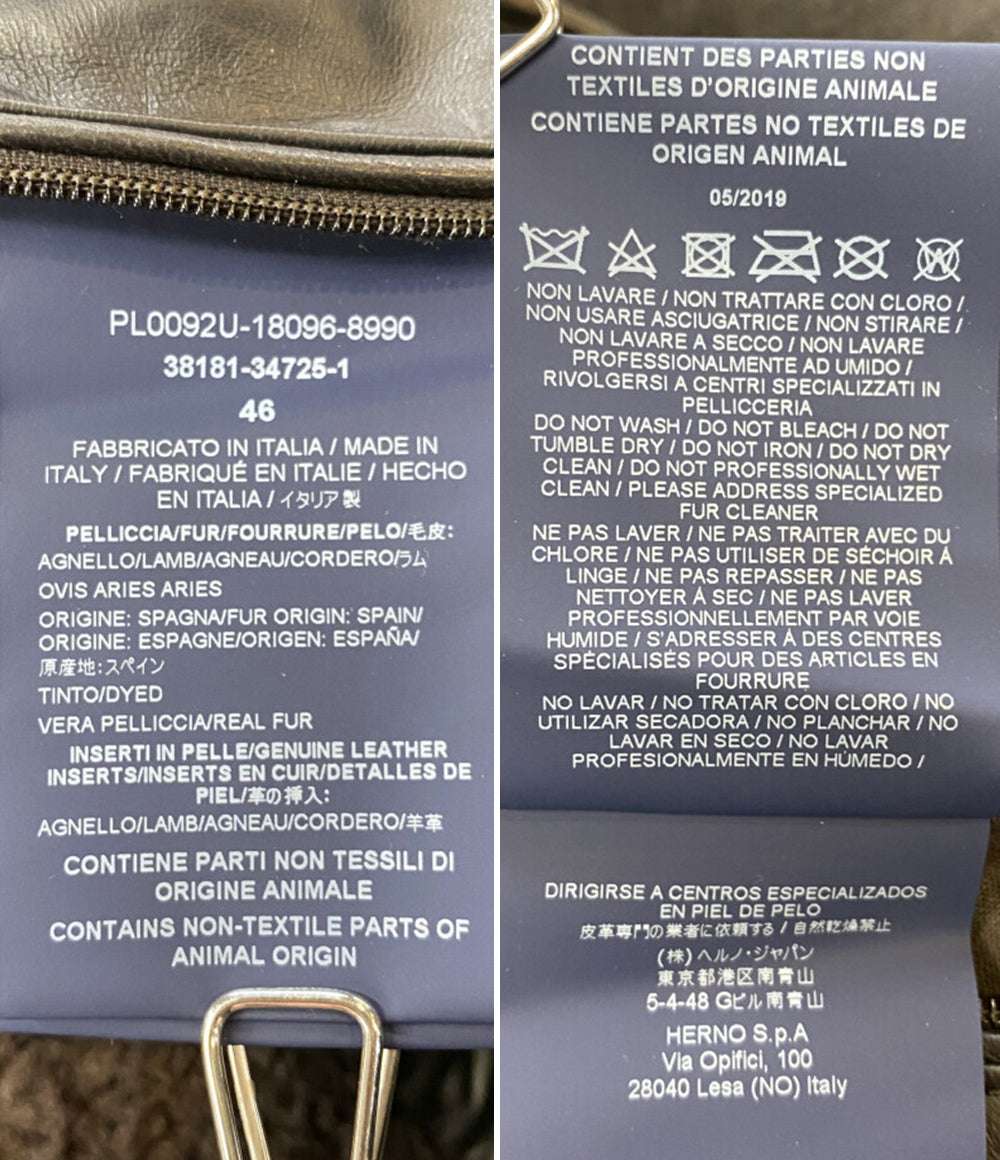 PL0092U-18096-8990
38181-34725-1
46
FABBRICATO IN ITALIA / MADE IN
ITALY / FABRIQUÉ EN ITALIE / HECHO
EN ITALIA / イタリア製
PELLICCIA/FUR/FOURRURE/PELO/毛皮:
AGNELLO/LAMB/AGNEAU/CORDERO/ラム
OVIS ARIES ARIES
ORIGINE: SPAGNA/FUR ORIGIN: SPAIN/
ORIGINE: ESPAGNE/ORIGEN: ESPAÑA/
原産地:スペイン
TINTO/DYED
VERA PELLICCIA/REAL FUR
INSERTI IN PELLE/GENUINE LEATHER
INSERTS/INSERTS EN CUIR/DETALLES DE
PIEL/革の挿入:
AGNELLO/LAMB/AGNEAU/CORDERO/羊革
CONTIENE PARTI NON TESSILI DI
ORIGINE ANIMALE
CONTAINS NON-TEXTILE PARTS OF
ANIMAL ORIGIN
CONTIENT DES PARTIES NON
TEXTILES D'ORIGINE ANIMALE
CONTIENE PARTES NO TEXTILES DE
ORIGEN ANIMAL
05/2019
W
NON LAVARE / NON TRATTARE CON CLORO /
NON USARE ASCIUGATRICE / NON STIRARE /
NON LAVARE A SECCO / NON LAVARE
PROFESSIONALMENTE AD UMIDO /
RIVOLGERSI A CENTRI SPECIALIZZATI IN
PELLICCERIA
DO NOT WASH / DO NOT BLEACH / DO NOT
TUMBLE DRY / DO NOT IRON / DO NOT DRY
CLEAN / DO NOT PROFESSIONALLY WET
CLEAN / PLEASE ADDRESS SPECIALIZED
FUR CLEANER
NE PAS LAVER / NE PAS TRAITER AVEC DU
CHLORE / NE PAS UTILISER DE SÉCHOIR À
LINGE / NE PAS REPASSER / NE PAS
NETTOYER À SEC / NE PAS LAVER
PROFESSIONNELLEMENT PAR VOIE
HUMIDE / S'ADRESSER À DES CENTRES
SPÉCIALISÉS POUR DES ARTICLES EN
FOURRURE
NO LAVAR / NO TRATAR CON CLORO / NO
UTILIZAR SECADORA / NO PLANCHAR / NO
LAVAR EN SECO / NO LAVAR
PROFESIONALMENTE EN HÚMEDO /
DIRIGIRSE A CENTROS ESPECIALIZADOS
EN PIEL DE PELO
皮革専門の業者に依頼する / 自然乾燥禁止
(株) ヘルノ・ジャパン
東京都港区南青山
5-4-48 Gビル南青山
HERNO S.p.A
Via Opifici, 100
28040 Lesa (NO) Italy